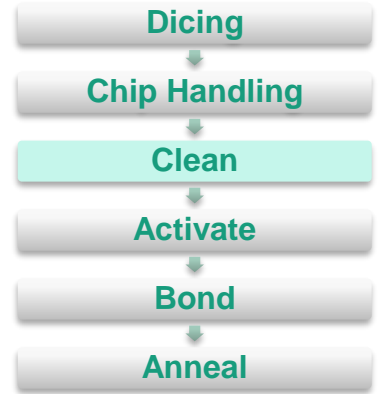 Dicing
Chip Handling
Clean
Activate
Bond
Anneal